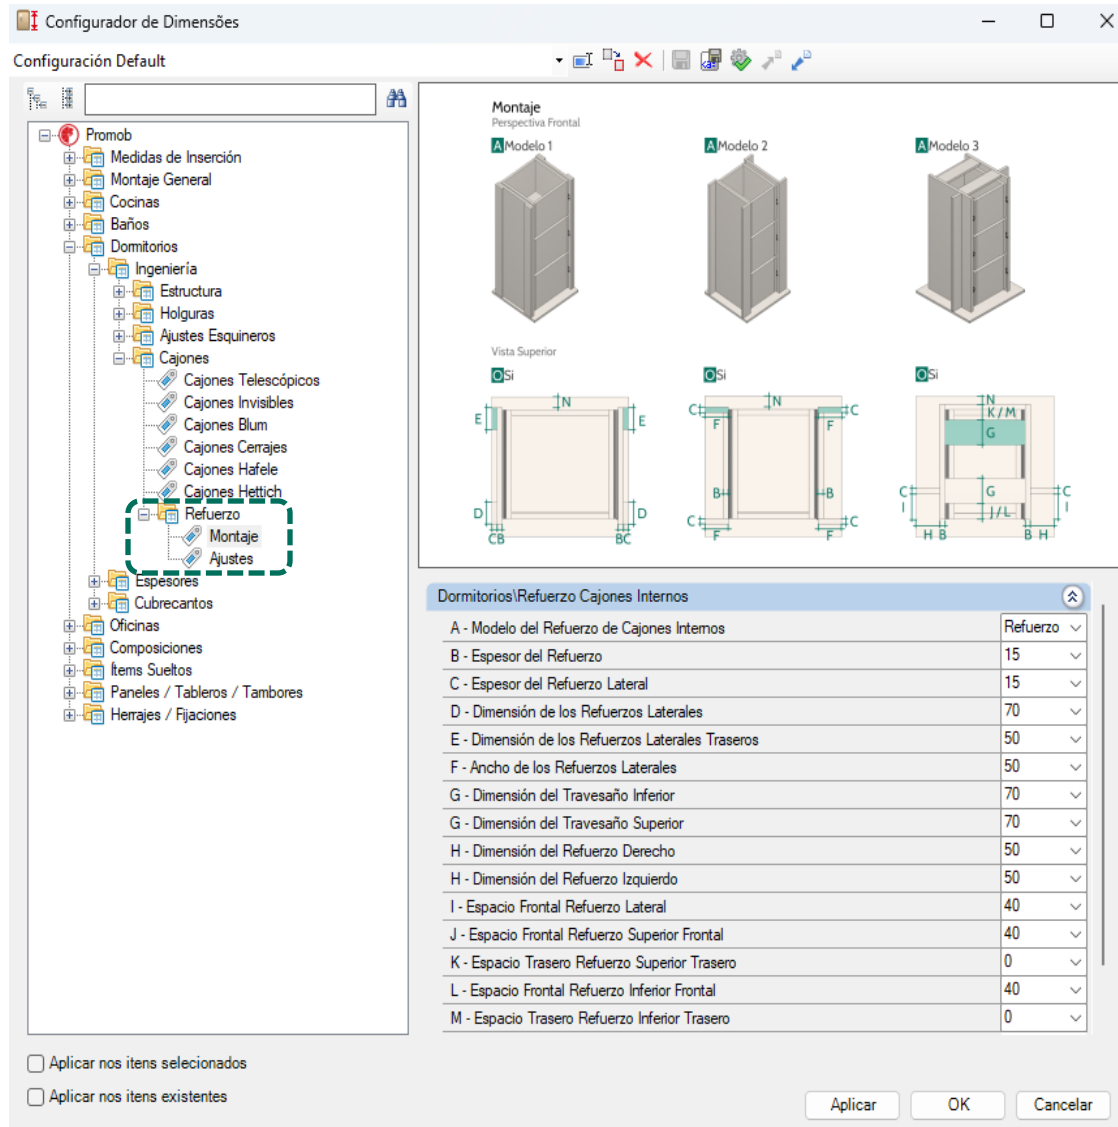 Configurador de Dimensões
Configuración Default
Promob
Medidas de Inserción
Montaje General
Cocinas
Baños
Dormitorios
Ingeniería
Estructura
Holguras
Ajustes Esquineros
Cajones
Cajones Telescópicos
Cajones Invisibles
Cajones Blum
Cajones Cerrajes
Cajones Hafele
Cajones Hettich
Refuerzo
Montaje
Ajustes
Espesores
Cubrecantos
Oficinas
Composiciones
Ítems Sueltos
Paneles / Tableros / Tambores
Herrajes / Fijaciones
Montaje
Perspectiva Frontal
A Modelo 1
A Modelo 2
A Modelo 3
Vista Superior
O Si
O Si
O Si
N
E
E
D
D
CB
BC
N
C
C
F
F
B
B
C
C
F
F
N
K/M
G
C
G
C
I
J/L
I
H B
B H
Dormitorios\Refuerzo Cajones Internos
A - Modelo del Refuerzo de Cajones Internos Refuerzo
B - Espesor del Refuerzo 15
C - Espesor del Refuerzo Lateral 15
D - Dimensión de los Refuerzos Laterales 70
E - Dimensión de los Refuerzos Laterales Traseros 50
F - Ancho de los Refuerzos Laterales 50
G - Dimensión del Travesaño Inferior 70
G - Dimensión del Travesaño Superior 70
H - Dimensión del Refuerzo Derecho 50
H - Dimensión del Refuerzo Izquierdo 50
I - Espacio Frontal Refuerzo Lateral 40
J - Espacio Frontal Refuerzo Superior Frontal 40
K - Espacio Trasero Refuerzo Superior Trasero 0
L - Espacio Frontal Refuerzo Inferior Frontal 40
M - Espacio Trasero Refuerzo Inferior Trasero 0
Aplicar nos itens selecionados
Aplicar nos itens existentes
Aplicar OK Cancelar